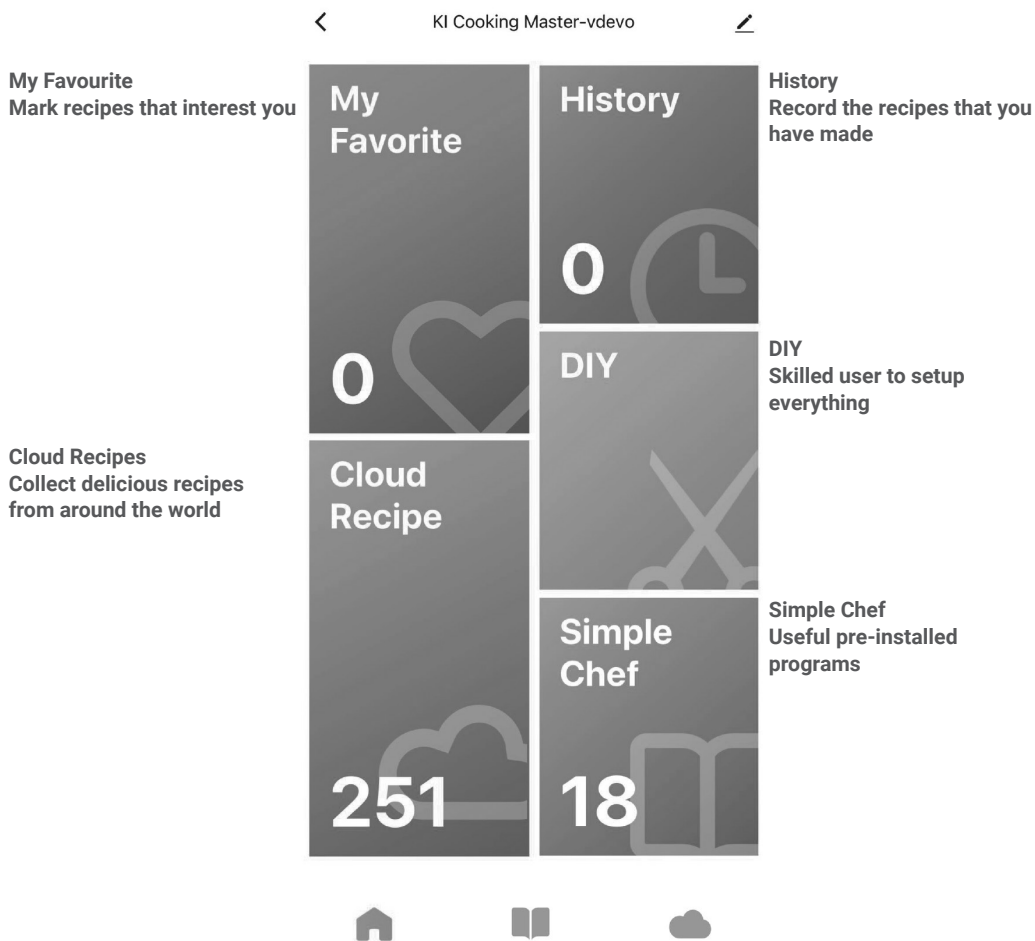 KI Cooking Master-vdevo
My Favourite
Mark recipes that interest you
My
Favorite
0
History
0
History
Record the recipes that you
have made
DIY
DIY
Skilled user to setup
everything
Cloud Recipes
Collect delicious recipes
from around the world
Cloud
Recipe
251
Simple
Chef
18
Simple Chef
Useful pre-installed
programs